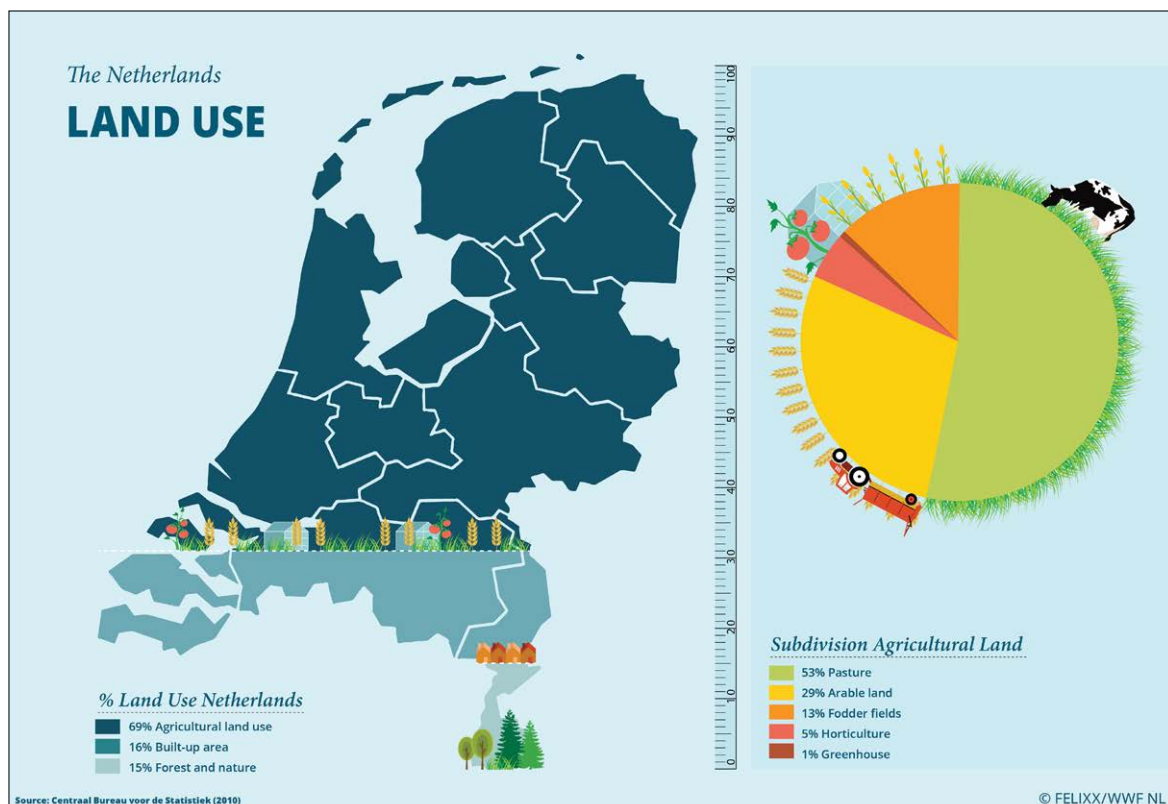 The Netherlands
LAND USE
100
90
80
70
60
50
40
30
20
10
0
% Land Use Netherlands
69% Agricultural land use
16% Built-up area
15% Forest and nature
Source: Centraal Bureau voor de Statistiek (2010)
Subdivision Agricultural Land
53% Pasture
29% Arable land
13% Fodder fields
5% Horticulture
1% Greenhouse
© FELIXX/WWF NL